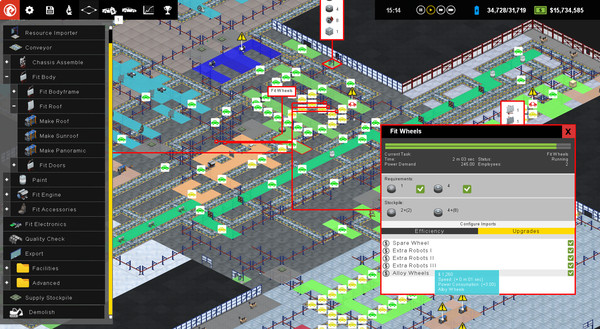 15:14
34,728/31,719
$15,734,585
Resource Importer
Conveyor
Chassis Assemble
Fit Body
Fit Bodyframe
Fit Roof
Make Roof
Make Sunroof
Make Panoramic
Fit Doors
Paint
Fit Engine
Fit Accessories
Fit Electronics
Quality Check
Export
Facilities
Advanced
Supply Stockpile
Demolish
Fit Wheels
Fit Wheels
X
Current Task
Fit Wheels
Time
2 m 03 sec
Status
Running
Power Demand
Employees
Requirements
1
4
Stockpile
Configure Imports
Efficiency
Upgrades
Spare Wheel
Extra Robots I
Extra Robots II
Extra Robots III
Alloy Wheels
Alloy Wheels